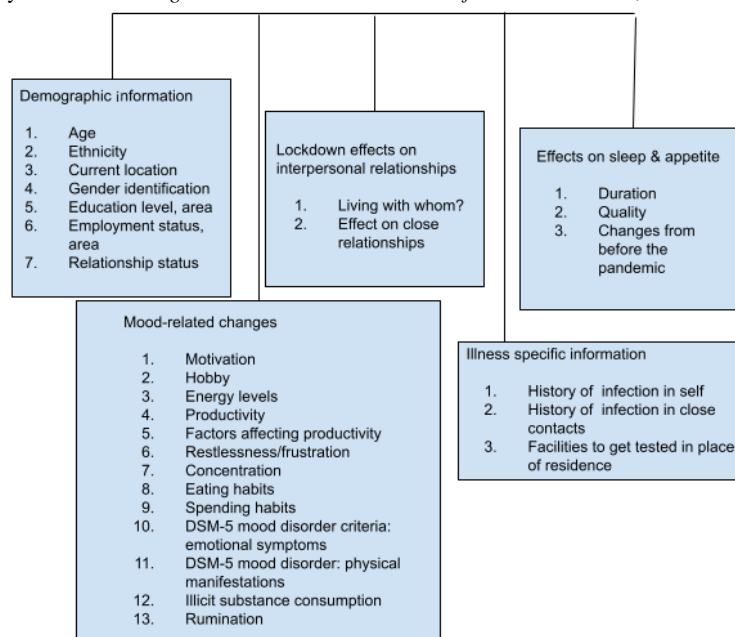 Demographic information
1. Age
2. Ethnicity
3. Current location
4. Gender identification
5. Education level, area
6. Employment status,
area
7. Relationship status
Lockdown effects on
interpersonal relationships
1. Living with whom?
2. Effect on close
relationships
Effects on sleep & appetite
1. Duration
2. Quality
3. Changes from
before the
pandemic
Mood-related changes
1. Motivation
2. Hobby
3. Energy levels
4. Productivity
5. Factors affecting productivity
6. Restlessness/frustration
7. Concentration
8. Eating habits
9. Spending habits
10. DSM-5 mood disorder criteria:
emotional symptoms
11. DSM-5 mood disorder: physical
manifestations
12. Illicit substance consumption
13. Rumination
Illness specific information
1. History of infection in self
2. History of infection in close
contacts
3. Facilities to get tested in place
of residence